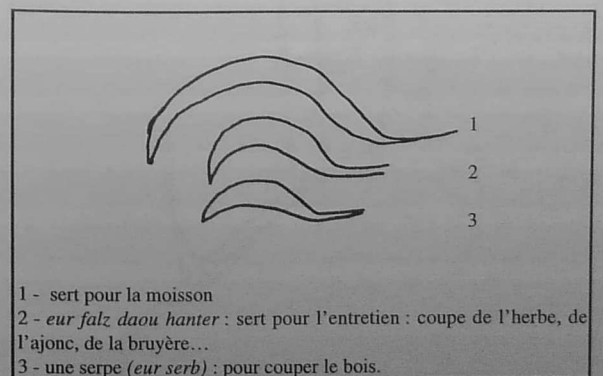 1
2
3
1 - sert pour la moisson
2 - eur falz daou hanter : sert pour l'entretien : coupe de l'herbe, de
l'ajonc, de la bruyère…
3 - une serpe (eur serb) : pour couper le bois.